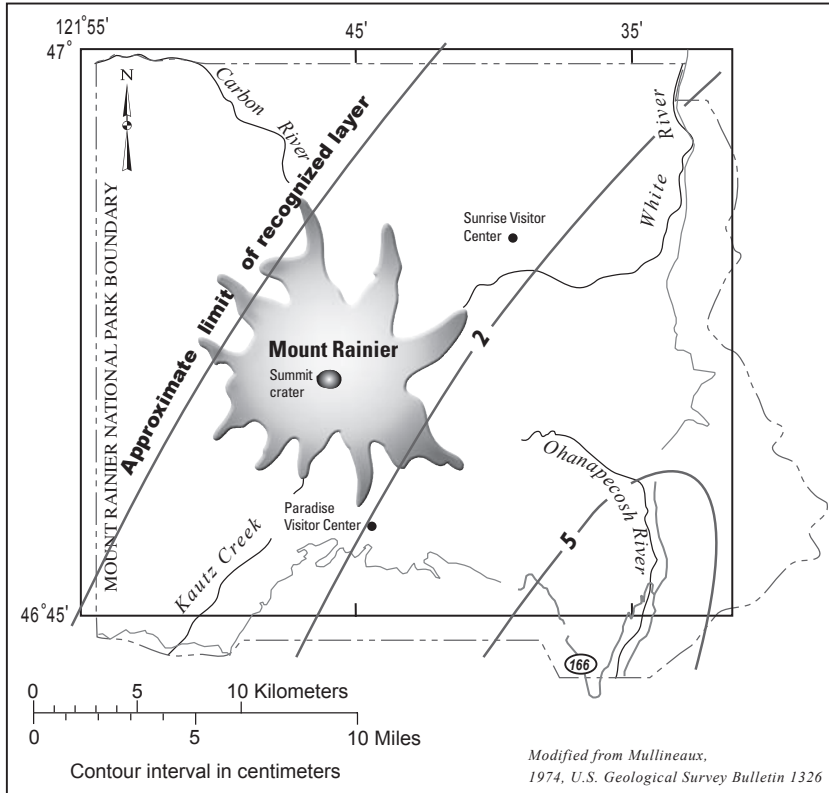 121°55'
45'
35'
47°
N
Carbon
River
River
White
Approximate limit of recognized layer
Sunrise Visitor
Center
MOUNT RAINIER NATIONAL PARK BOUNDARY
2
Mount Rainier
Summit
crater
Ohanapecosh
River
Paradise
Visitor Center
5
Kautz Creek
46°45'
166
0 5 10 Kilometers
0 5 10 Miles
Contour interval in centimeters
Modified from Mullineaux,
1974, U.S. Geological Survey Bulletin 1326